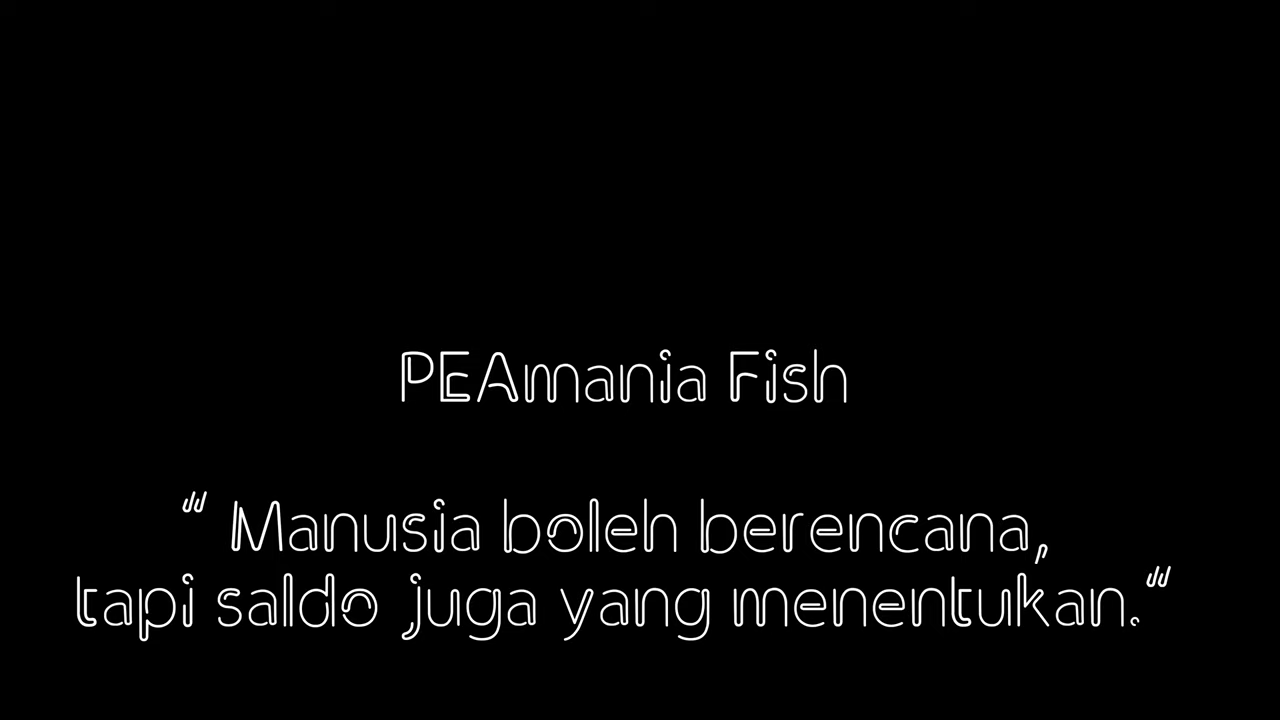 PEAmania Fish
“ Manusia boleh berencana,
tapi saldo juga yang menentukan.“